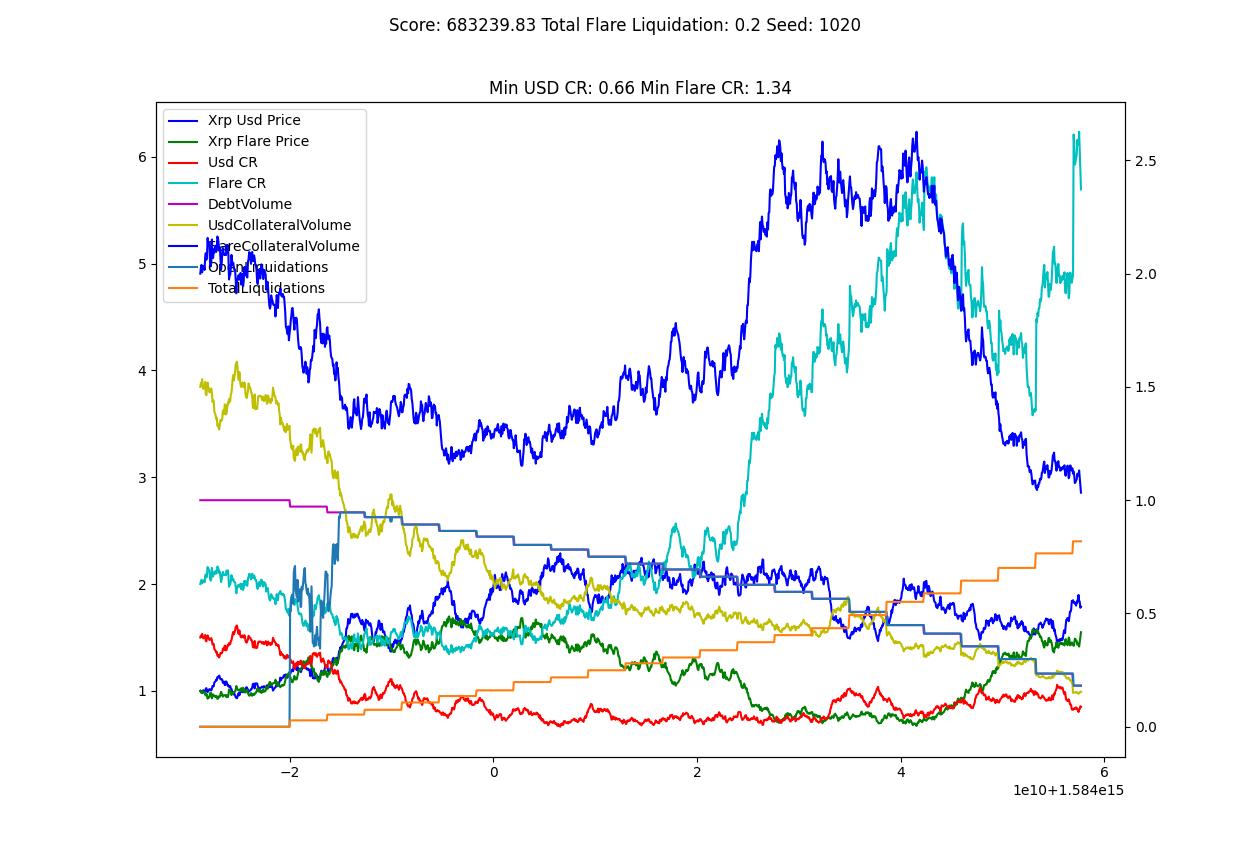 Score: 683239.83 Total Flare Liquidation: 0.2 Seed: 1020
Min USD CR: 0.66 Min Flare CR: 1.34
Xrp Usd Price
Xrp Flare Price
Usd CR
Flare CR
DebtVolume
UsdCollateralVolume
FlareCollateralVolume
OpenLiquidations
TotalLiquidations
6
5
4
3
2
1
2.5
2.0
1.5
1.0
0.5
0.0
−2
0
2
4
6
1e10+1.584e15